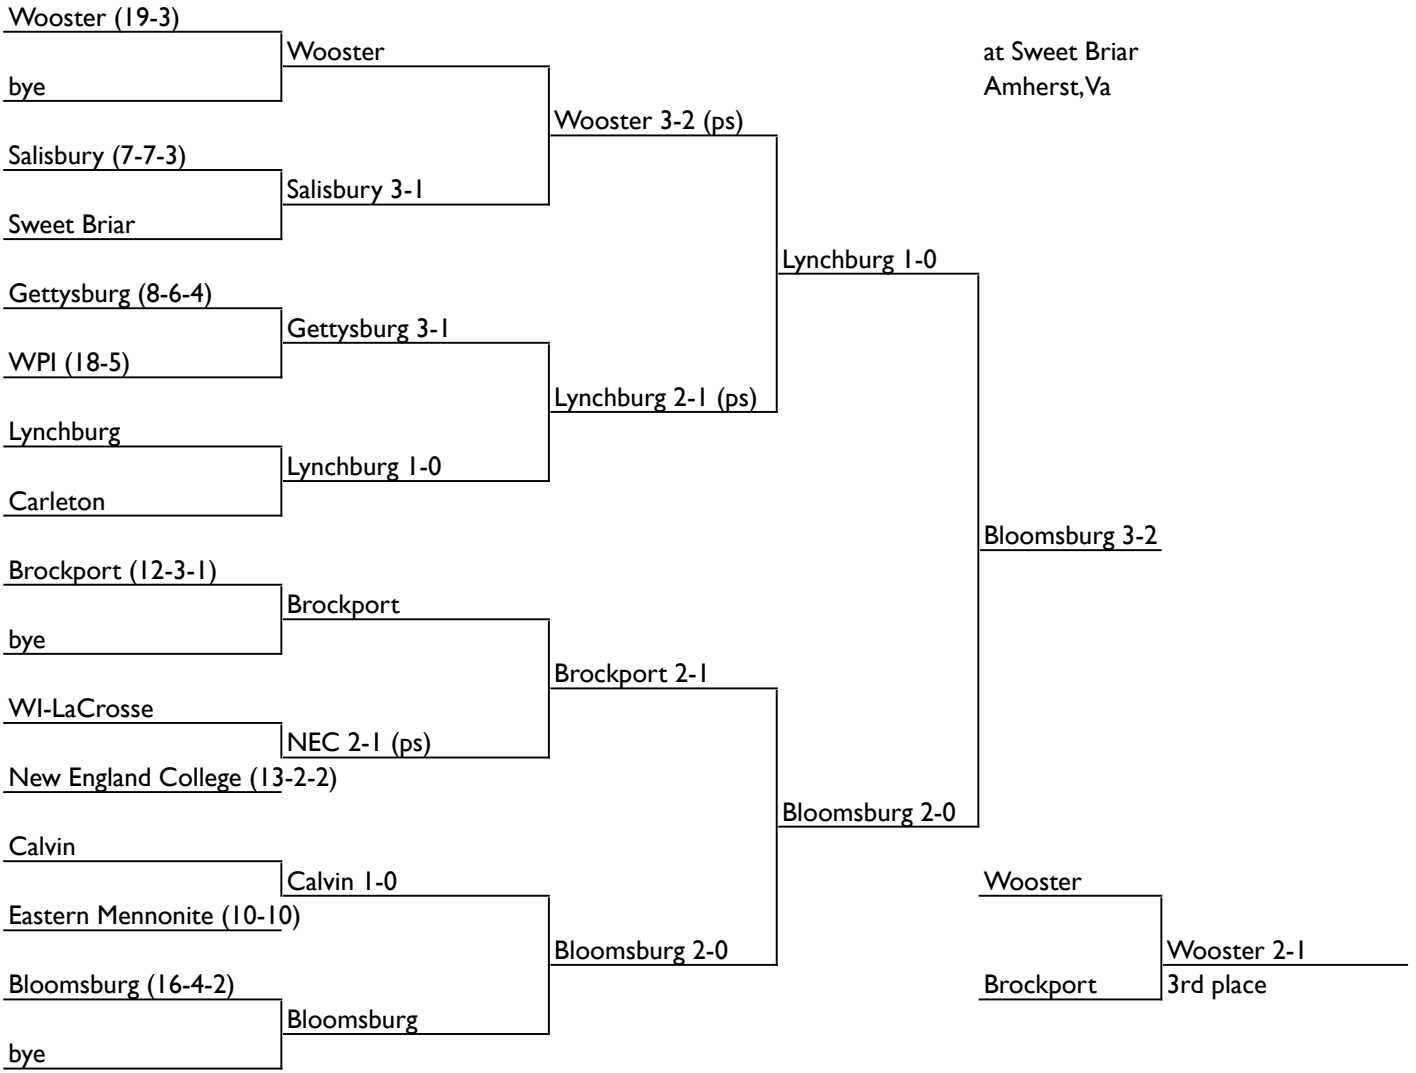 Wooster (19-3)
bye
Salisbury (7-7-3)
Sweet Briar
Gettysburg (8-6-4)
WPI (18-5)
Lynchburg
Carleton
Brockport (12-3-1)
bye
WI-LaCrosse
New England College (13-2-2)
Calvin
Eastern Mennonite (10-10)
Bloomsburg (16-4-2)
bye
Wooster
Salisbury 3-1
Gettysburg 3-1
Lynchburg 1-0
Brockport
NEC 2-1 (ps)
Calvin 1-0
Bloomsburg
Wooster 3-2 (ps)
Lynchburg 2-1 (ps)
Brockport 2-1
Bloomsburg 2-0
Lynchburg 1-0
Bloomsburg 2-0
at Sweet Briar
Amherst, Va
Bloomsburg 3-2
Wooster
Brockport
Wooster 2-1
3rd place